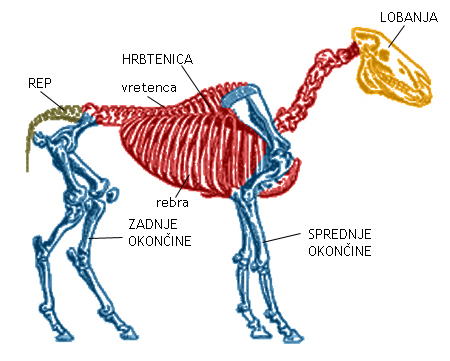 LOBANJA
HRBTENICA
REP
vretenca
rebra
ZADNJE
OKONČINE
SPREDNJE
OKONČINE